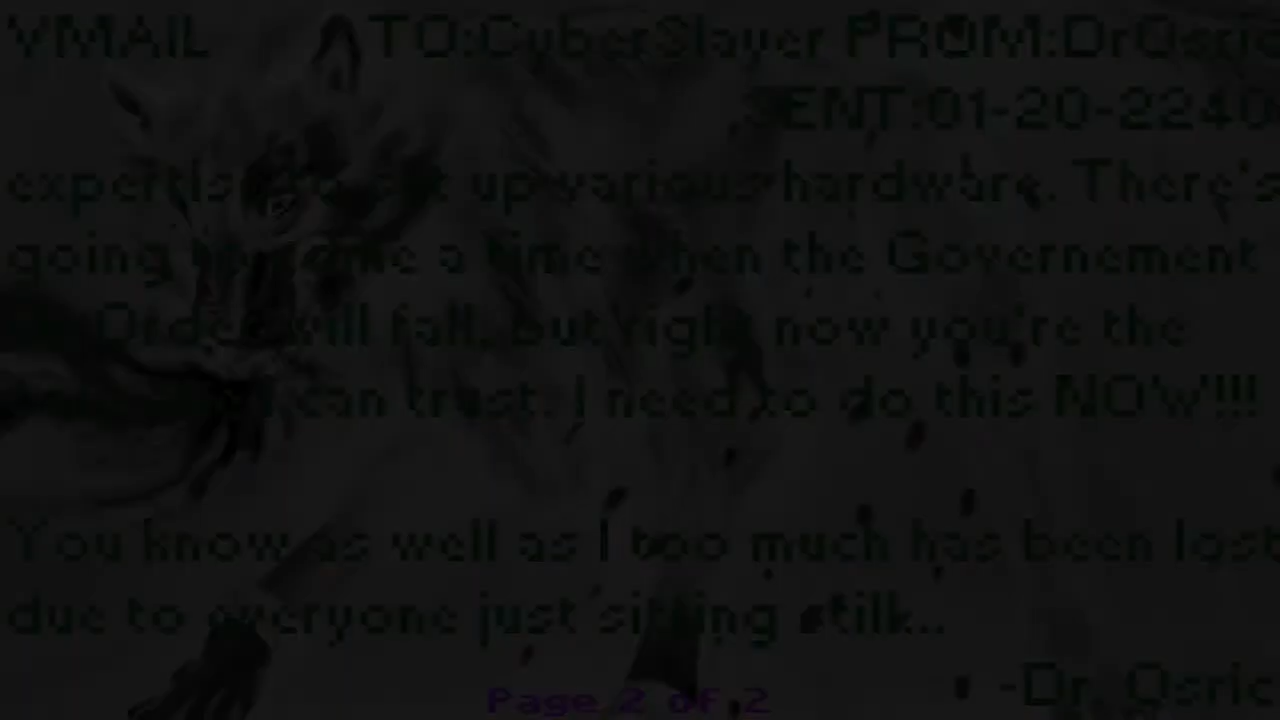 VMAIL TO:CyberSlayer FROM:DrOsric
SENT:01-20-2240
expertise to set up various hardware. There's
going to come a time when the Governement
Order will fall, but right now you're the
can trust. I need to do this NOW!!!
You know as well as I too much has been lost
due to everyone just sitting still...
-Dr. Osric
Page 2 of 2